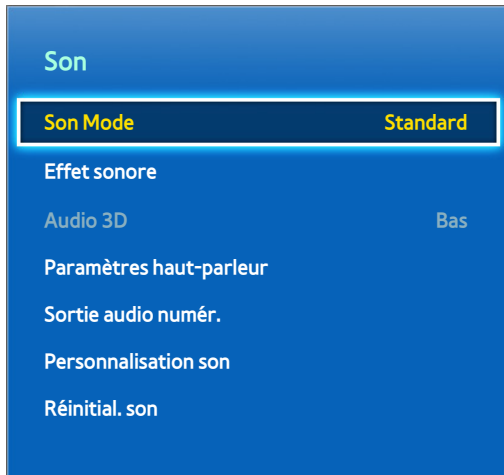 Son
Son Mode Standard
Effet sonore
Audio 3D Bas
Paramètres haut-parleur
Sortie audio numér.
Personnalisation son
Réinitial. son